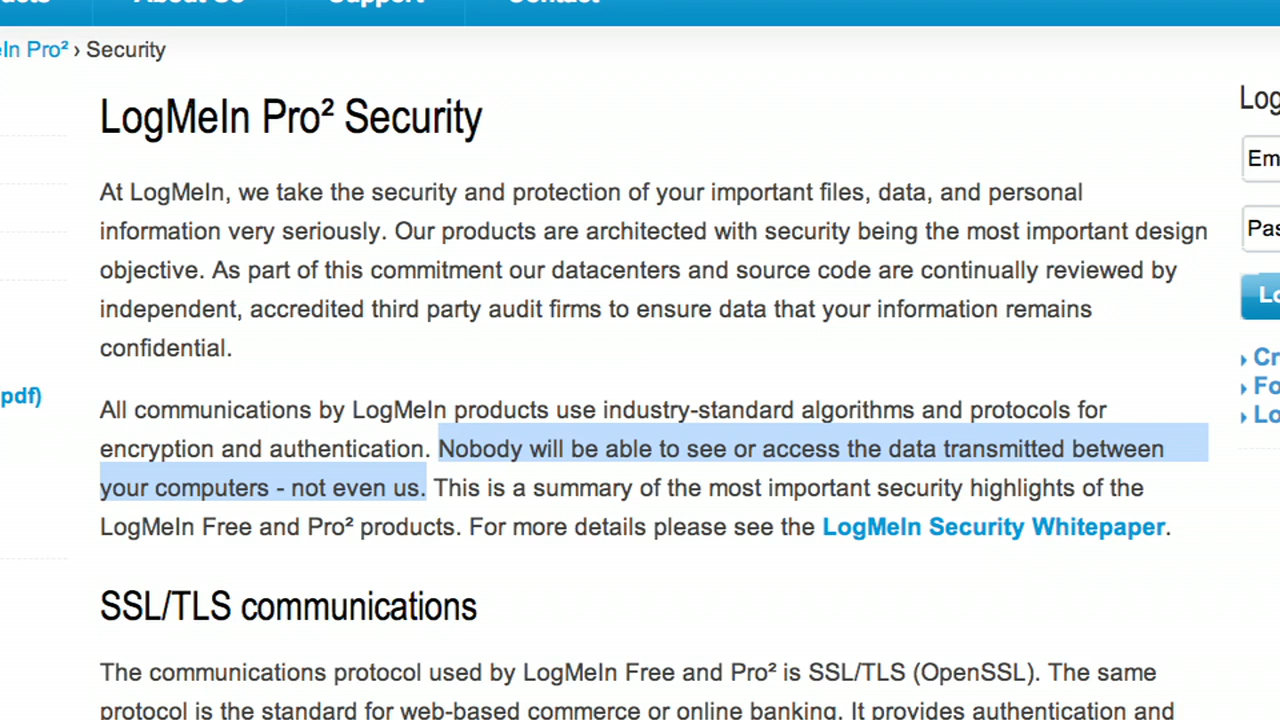 About Us Support Contact
In Pro² › Security
LogMeIn Pro² Security
At LogMeIn, we take the security and protection of your important files, data, and personal
information very seriously. Our products are architected with security being the most important design
objective. As part of this commitment our datacenters and source code are continually reviewed by
independent, accredited third party audit firms to ensure data that your information remains
confidential.
pdf)
All communications by LogMeIn products use industry-standard algorithms and protocols for
encryption and authentication. Nobody will be able to see or access the data transmitted between
your computers - not even us. This is a summary of the most important security highlights of the
LogMeIn Free and Pro² products. For more details please see the LogMeIn Security Whitepaper.
SSL/TLS communications
The communications protocol used by LogMeIn Free and Pro² is SSL/TLS (OpenSSL). The same
protocol is the standard for web-based commerce or online banking. It provides authentication and
Log
Em
Pas
Lo
Cr
Fo
Lo